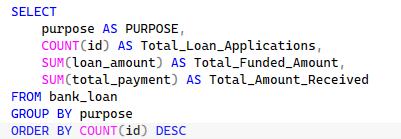 SELECT
    purpose AS PURPOSE,
    COUNT(id) AS Total_Loan_Applications,
    SUM(loan_amount) AS Total_Funded_Amount,
    SUM(total_payment) AS Total_Amount_Received
FROM bank_loan
GROUP BY purpose
ORDER BY COUNT(id) DESC